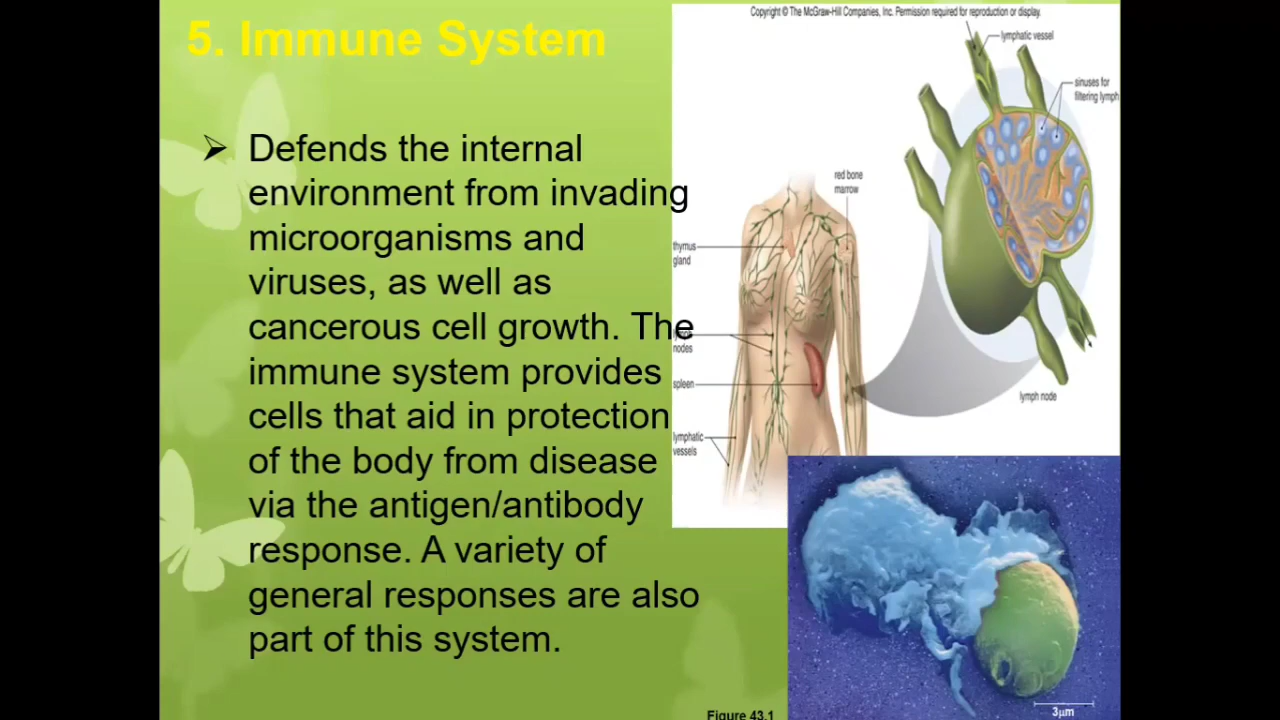 5. Immune System
Defends the internal
environment from invading
microorganisms and
viruses, as well as
cancerous cell growth. The
immune system provides
cells that aid in protection
of the body from disease
via the antigen/antibody
response. A variety of
general responses are also
part of this system.
Copyright © The McGraw-Hill Companies, Inc. Permission required for reproduction or display.
lymphatic vessel
sinuses for
filtering lymph
red bone
marrow
thymus
gland
nodes
spleen
lymph node
lymphatic
vessels
3µm
Figure 43.1